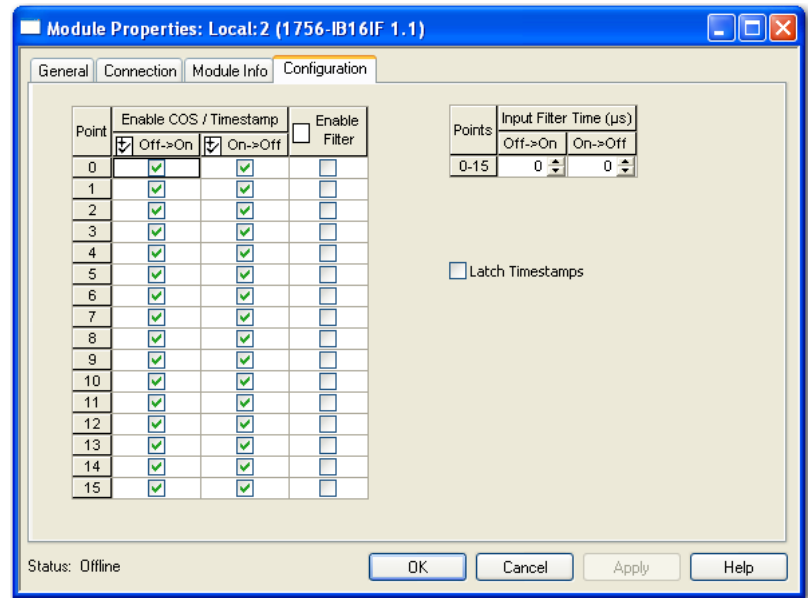 Module Properties: Local:2 (1756-IB16IF 1.1)
General Connection Module Info Configuration
Point Enable COS / Timestamp Enable Filter
Off->On On->Off
0
1
2
3
4
5
6
7
8
9
10
11
12
13
14
15
Points Input Filter Time (µs)
Off->On On->Off
0-15 0 0
Latch Timestamps
Status: Offline
OK Cancel Apply Help